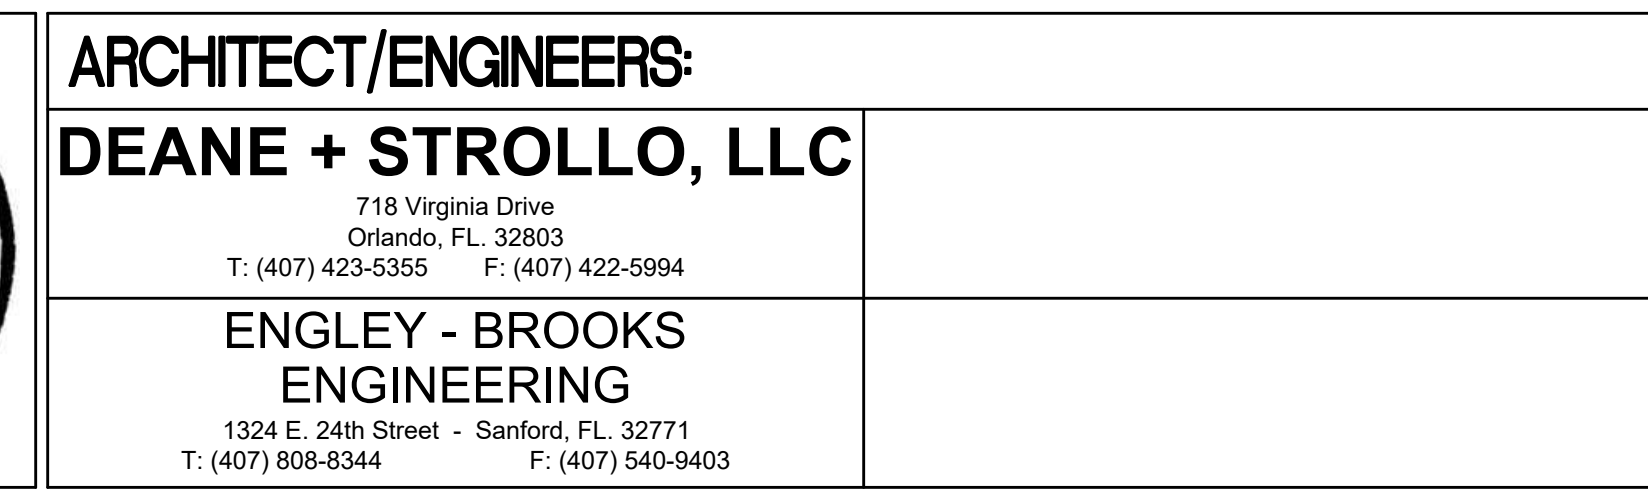 ARCHITECT/ENGINEERS:
DEANE + STROLLO, LLC
718 Virginia Drive
Orlando, FL. 32803
T: (407) 423-5355 F: (407) 422-5994
ENGLEY - BROOKS
ENGINEERING
1324 E. 24th Street - Sanford, FL. 32771
T: (407) 808-8344 F: (407) 540-9403